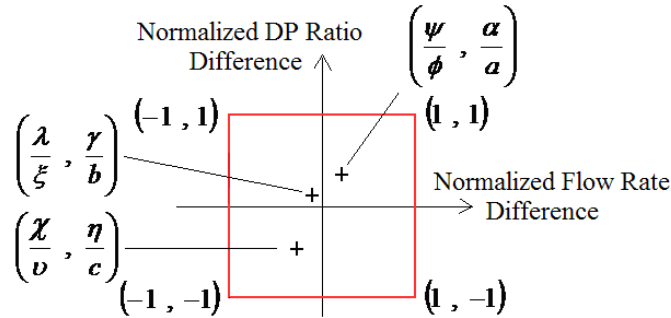 Normalized DP Ratio
Difference
(ψ/ϕ , α/a)
(−1 , 1)
(1 , 1)
(λ/ξ , γ/b)
Normalized Flow Rate
Difference
(χ/υ , η/c)
(−1 , −1)
(1 , −1)